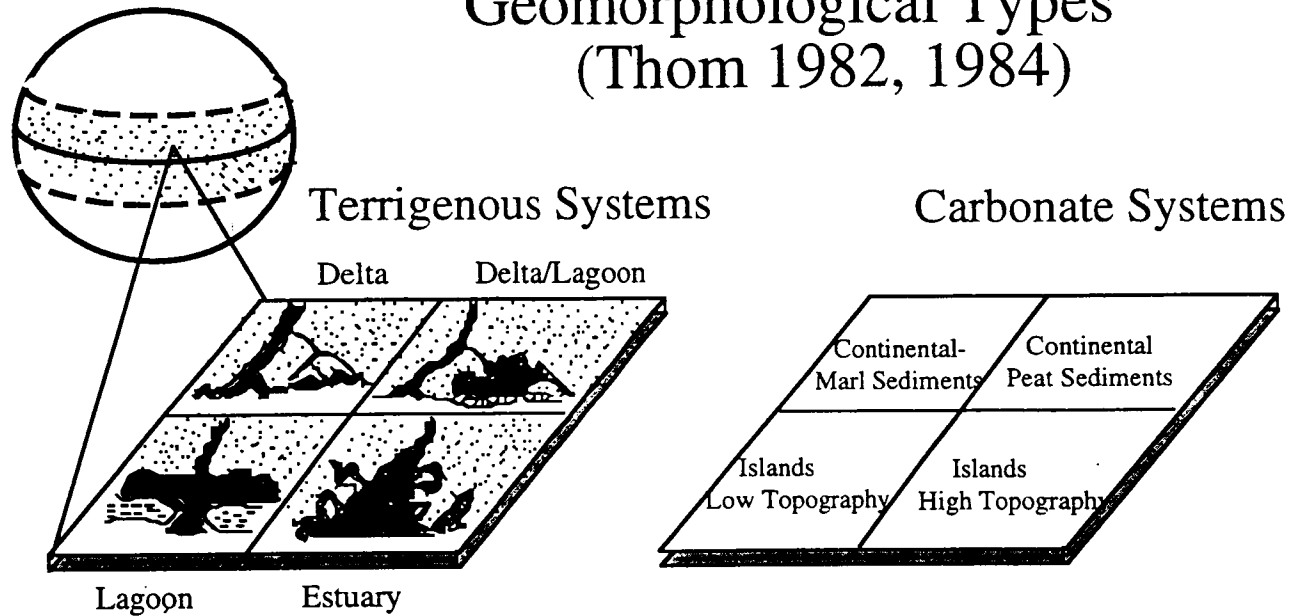 Geomorphological Types
(Thom 1982, 1984)
Terrigenous Systems
Carbonate Systems
Delta
Delta/Lagoon
Lagoon
Estuary
Continental-
Marl Sediments
Continental
Peat Sediments
Islands
Low Topography
Islands
High Topography